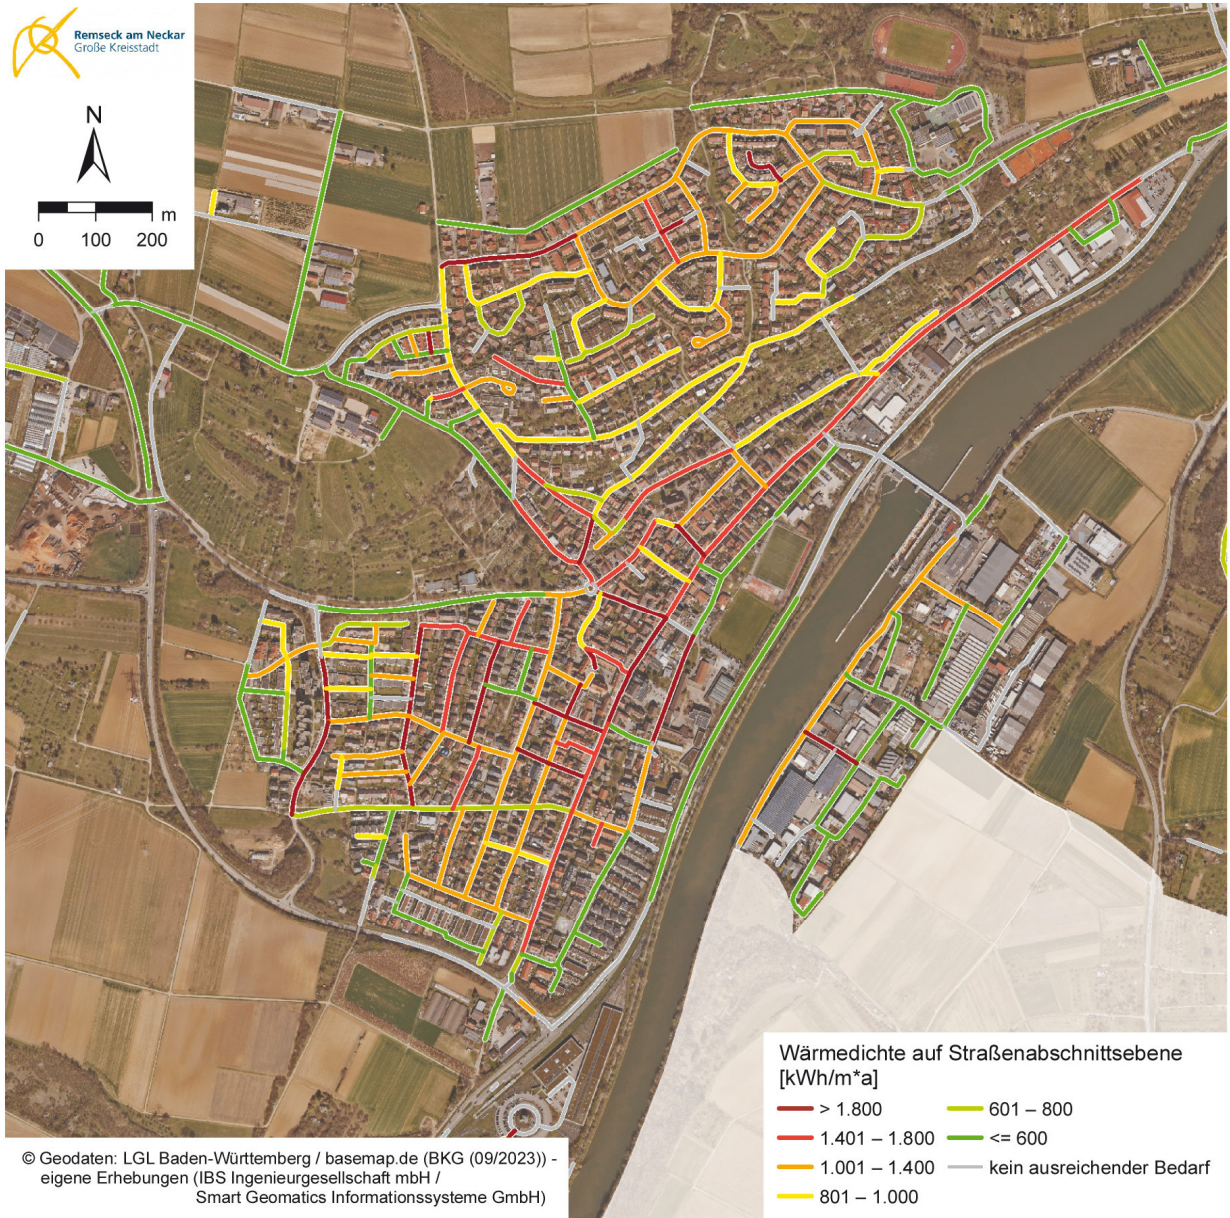 Remseck am Neckar
Große Kreisstadt
N
m
0 100 200
Wärmedichte auf Straßenabschnittsebene
[kWh/m*a]
> 1.800
601 – 800
1.401 – 1.800
<= 600
1.001 – 1.400
kein ausreichender Bedarf
801 – 1.000
© Geodaten: LGL Baden-Württemberg / basemap.de (BKG (09/2023)) -
eigene Erhebungen (IBS Ingenieurgesellschaft mbH /
Smart Geomatics Informationssysteme GmbH)